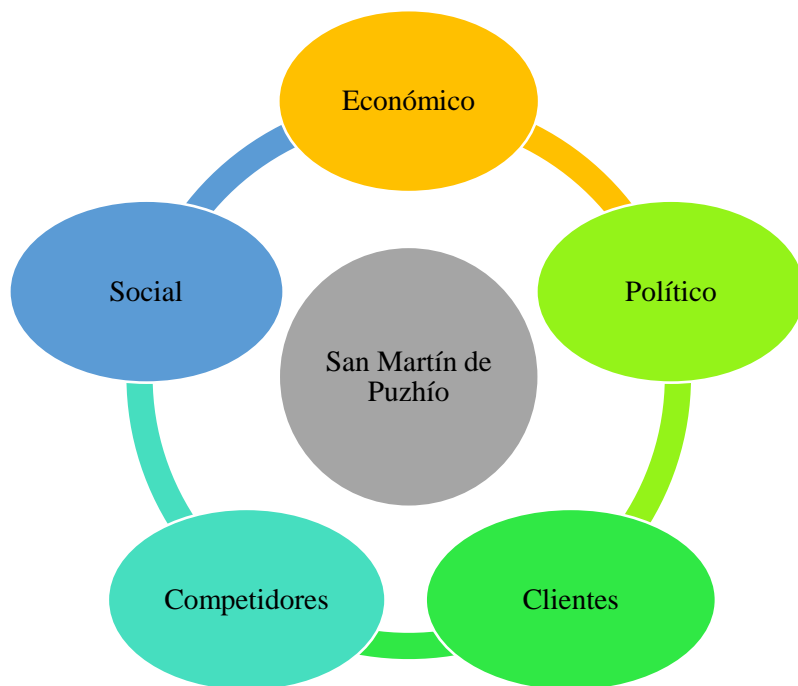 Económico
Social
Político
San Martín de
Puzhío
Competidores
Clientes